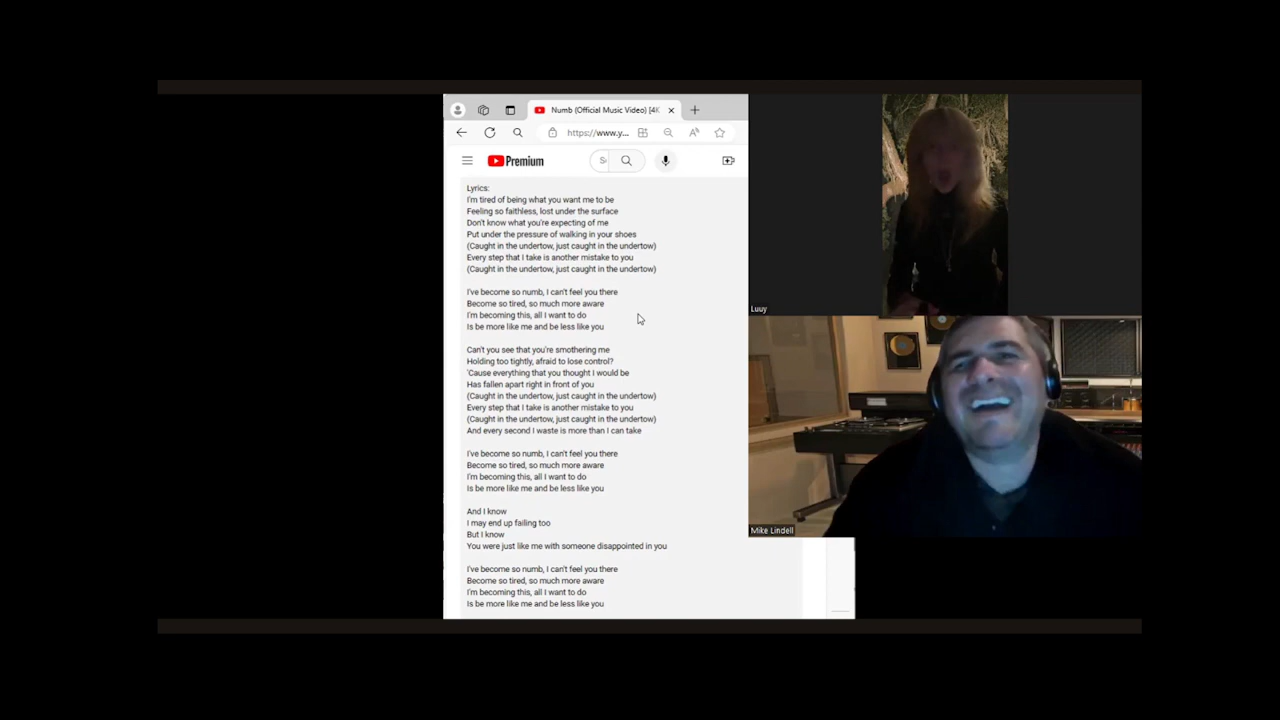 Numb (Official Music Video) [4K
https://www.y...
Premium
Se
Lyrics:
I'm tired of being what you want me to be
Feeling so faithless, lost under the surface
Don't know what you're expecting of me
Put under the pressure of walking in your shoes
(Caught in the undertow, just caught in the undertow)
Every step that I take is another mistake to you
(Caught in the undertow, just caught in the undertow)
I've become so numb, I can't feel you there
Become so tired, so much more aware
I'm becoming this, all I want to do
Is be more like me and be less like you
Can't you see that you're smothering me
Holding too tightly, afraid to lose control?
'Cause everything that you thought I would be
Has fallen apart right in front of you
(Caught in the undertow, just caught in the undertow)
Every step that I take is another mistake to you
(Caught in the undertow, just caught in the undertow)
And every second I waste is more than I can take
I've become so numb, I can't feel you there
Become so tired, so much more aware
I'm becoming this, all I want to do
Is be more like me and be less like you
And I know
I may end up failing too
But I know
You were just like me with someone disappointed in you
I've become so numb, I can't feel you there
Become so tired, so much more aware
I'm becoming this, all I want to do
Is be more like me and be less like you
Luuy
Mike Lindell